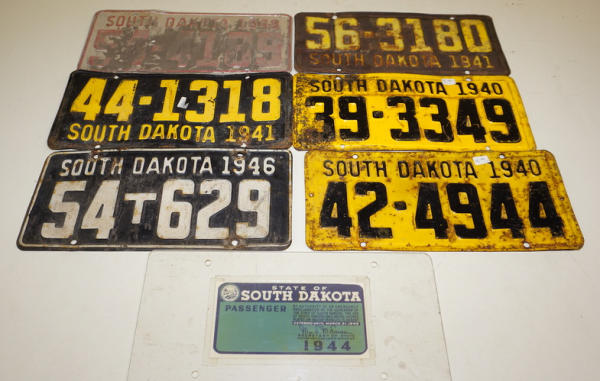 SOUTH DAKOTA
56-3180
SOUTH DAKOTA 1941
44-1318
SOUTH DAKOTA 1941
SOUTH DAKOTA 1940
39-3349
SOUTH DAKOTA 1946
54T629
SOUTH DAKOTA 1940
42-4944
STATE OF
SOUTH DAKOTA
PASSENGER
1944